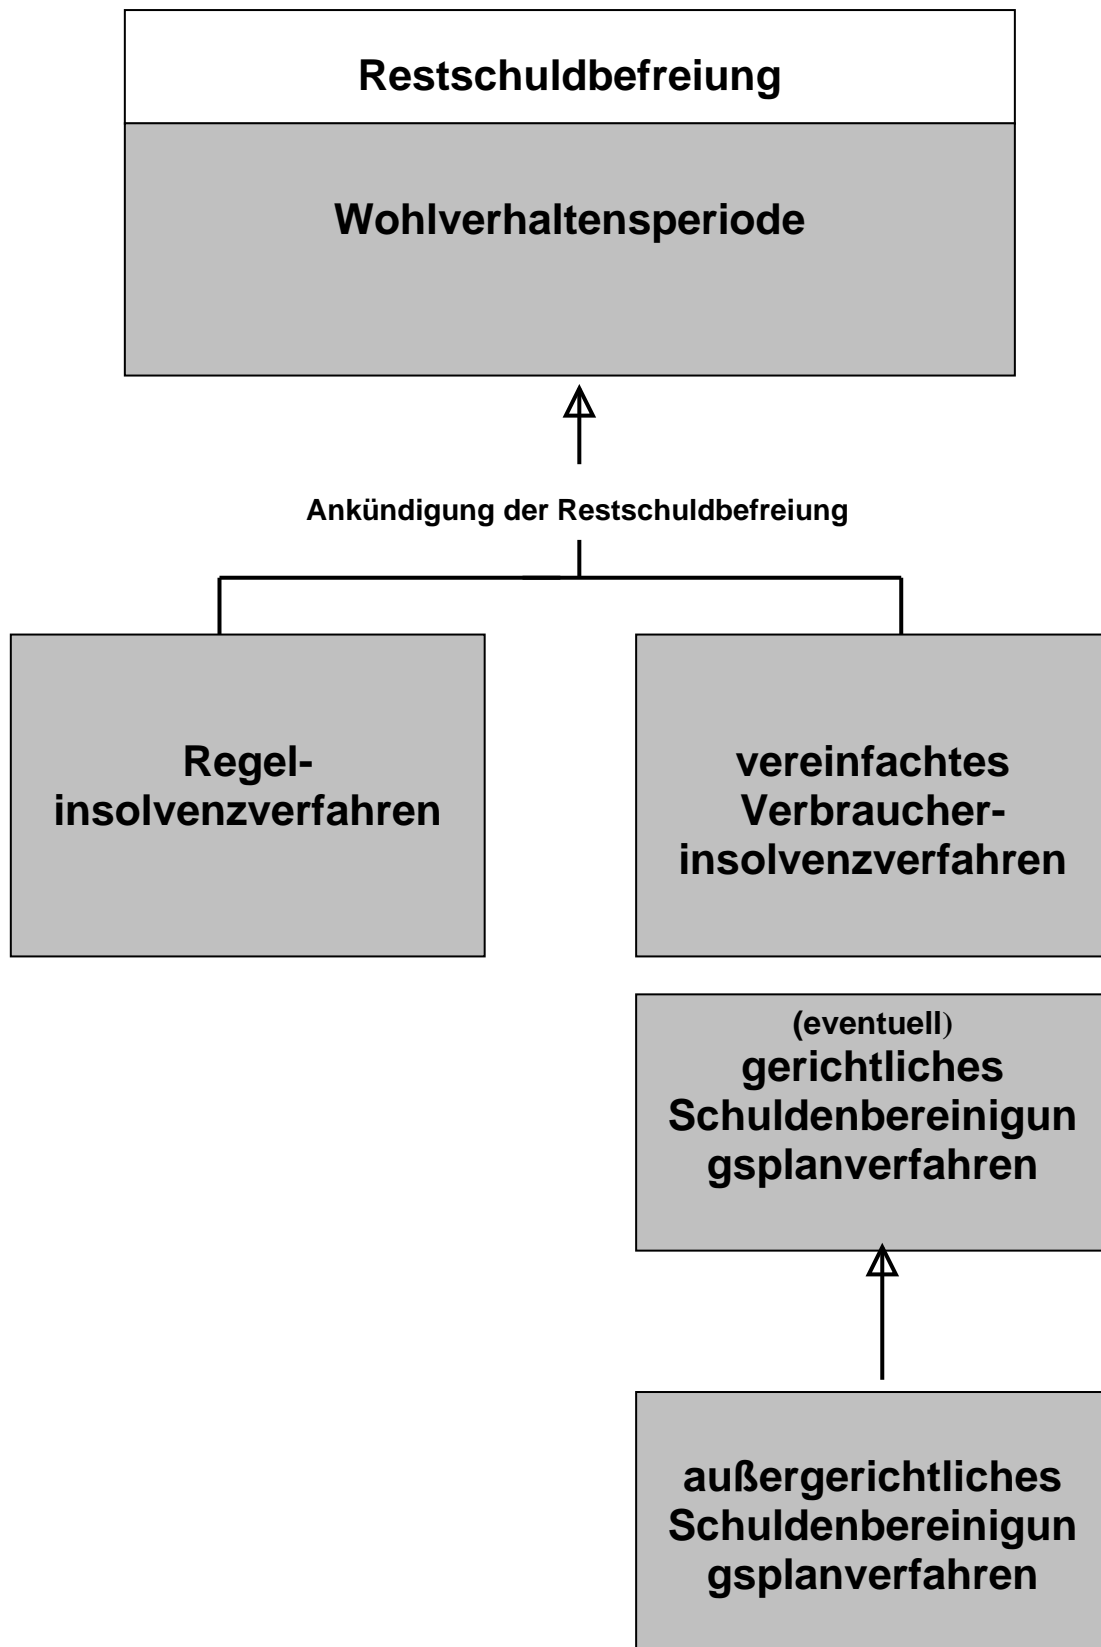 Restschuldbefreiung
Wohlverhaltensperiode
Ankündigung der Restschuldbefreiung
Regel-
insolvenzverfahren
vereinfachtes
Verbraucher-
insolvenzverfahren
(eventuell)
gerichtliches
Schuldenbereinigun
gsplanverfahren
außergerichtliches
Schuldenbereinigun
gsplanverfahren